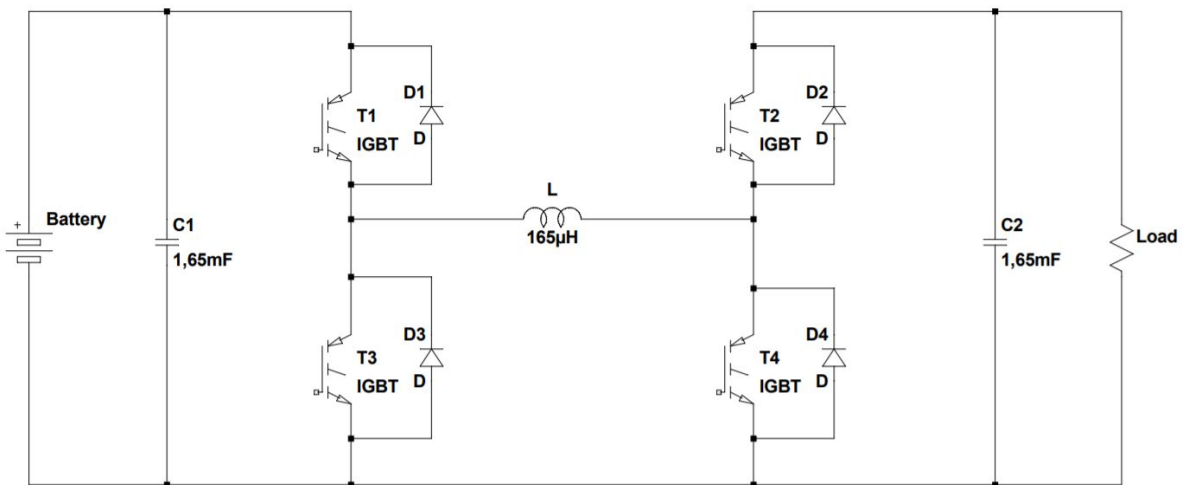 D1
T1
IGBT
D
D2
T2
IGBT
D
L
165µH
+
Battery
C1
1,65mF
C2
1,65mF
Load
D3
T3
IGBT
D
D4
T4
IGBT
D